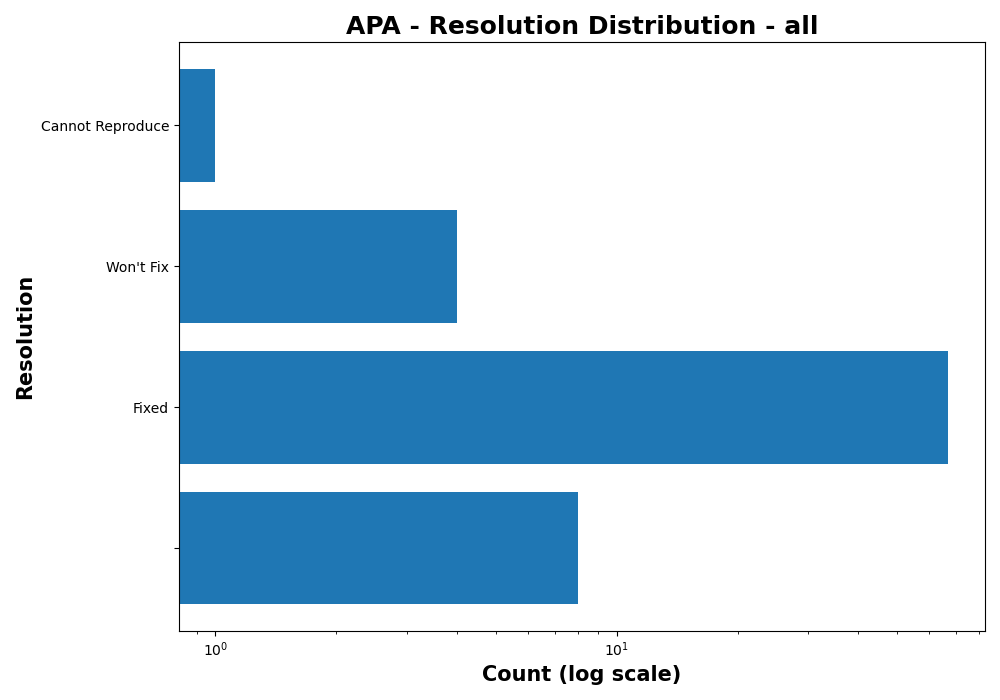 APA - Resolution Distribution - all
Cannot Reproduce
Won't Fix
Fixed
Resolution
10⁰
10¹
Count (log scale)